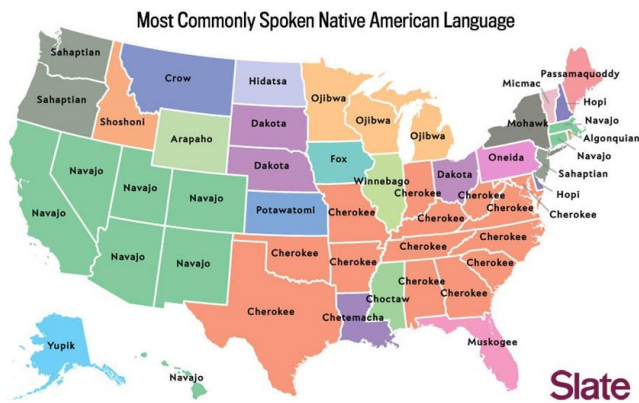 Most Commonly Spoken Native American Language
Sahaptian
Crow
Hidatsa
Ojibwa
Passamaquoddy
Micmac
Hopi
Sahaptian
Shoshoni
Dakota
Ojibwa
Ojibwa
Mohawk
Navajo
Arapaho
Algonquian
Navajo
Dakota
Fox
Oneida
Sahaptian
Navajo
Navajo
Navajo
Navajo
Winnebago
Dakota
Cherokee
Cherokee
Cherokee
Hopi
Cherokee
Navajo
Potawatomi
Cherokee
Cherokee
Cherokee
Cherokee
Navajo
Navajo
Cherokee
Cherokee
Cherokee
Cherokee
Cherokee
Choctaw
Cherokee
Chetemacha
Muskogee
Yupik
Navajo
Slate